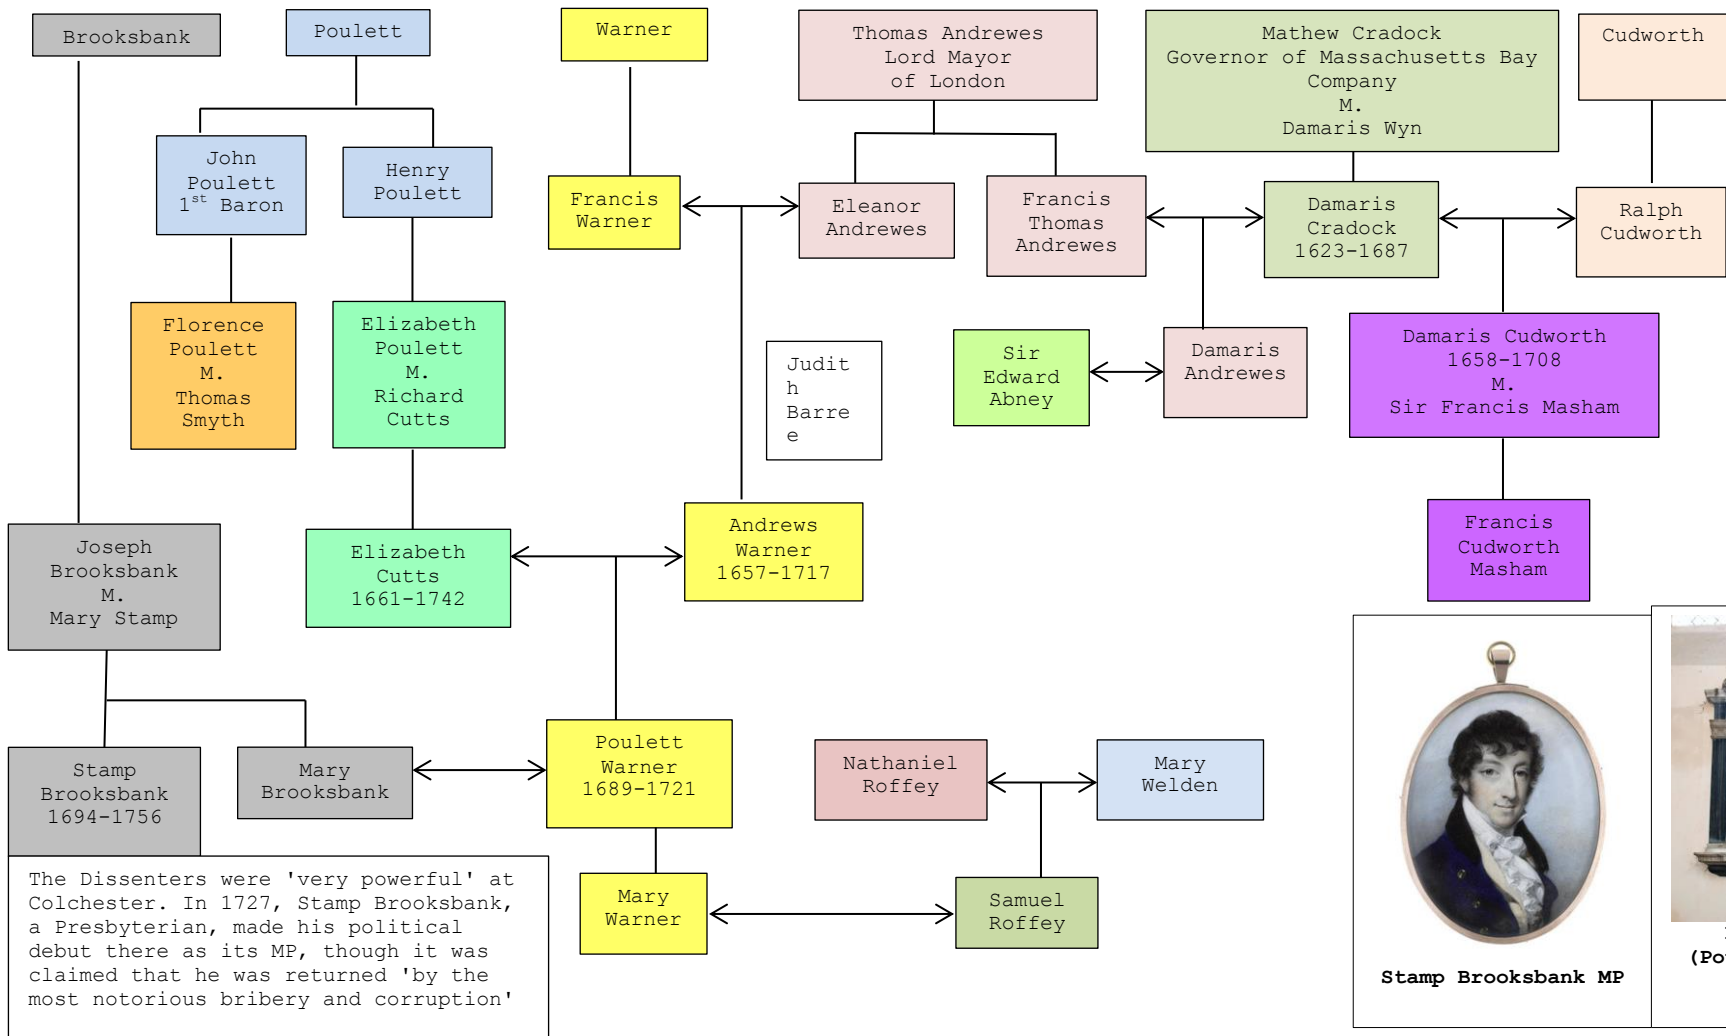 Brooksbank
Poulett
Warner
Thomas Andrewes
Lord Mayor
of London
Mathew Cradock
Governor of Massachusetts Bay
Company
M.
Damaris Wyn
Cudworth
John
Poulett
1st Baron
Henry
Poulett
Francis
Warner
Eleanor
Andrewes
Francis
Thomas
Andrewes
Damaris
Cradock
1623-1687
Ralph
Cudworth
Florence
Poulett
M.
Thomas
Smyth
Elizabeth
Poulett
M.
Richard
Cutts
Judit
h
Barre
e
Sir
Edward
Abney
Damaris
Andrewes
Damaris Cudworth
1658-1708
M.
Sir Francis Masham
Joseph
Brooksbank
M.
Mary Stamp
Elizabeth
Cutts
1661-1742
Andrews
Warner
1657-1717
Francis
Cudworth
Masham
Stamp
Brooksbank
1694-1756
Mary
Brooksbank
Poulett
Warner
1689-1721
Nathaniel
Roffey
Mary
Welden
Mary
Warner
Samuel
Roffey
The Dissenters were 'very powerful' at
Colchester. In 1727, Stamp Brooksbank,
a Presbyterian, made his political
debut there as its MP, though it was
claimed that he was returned 'by the
most notorious bribery and corruption'
Stamp Brooksbank MP